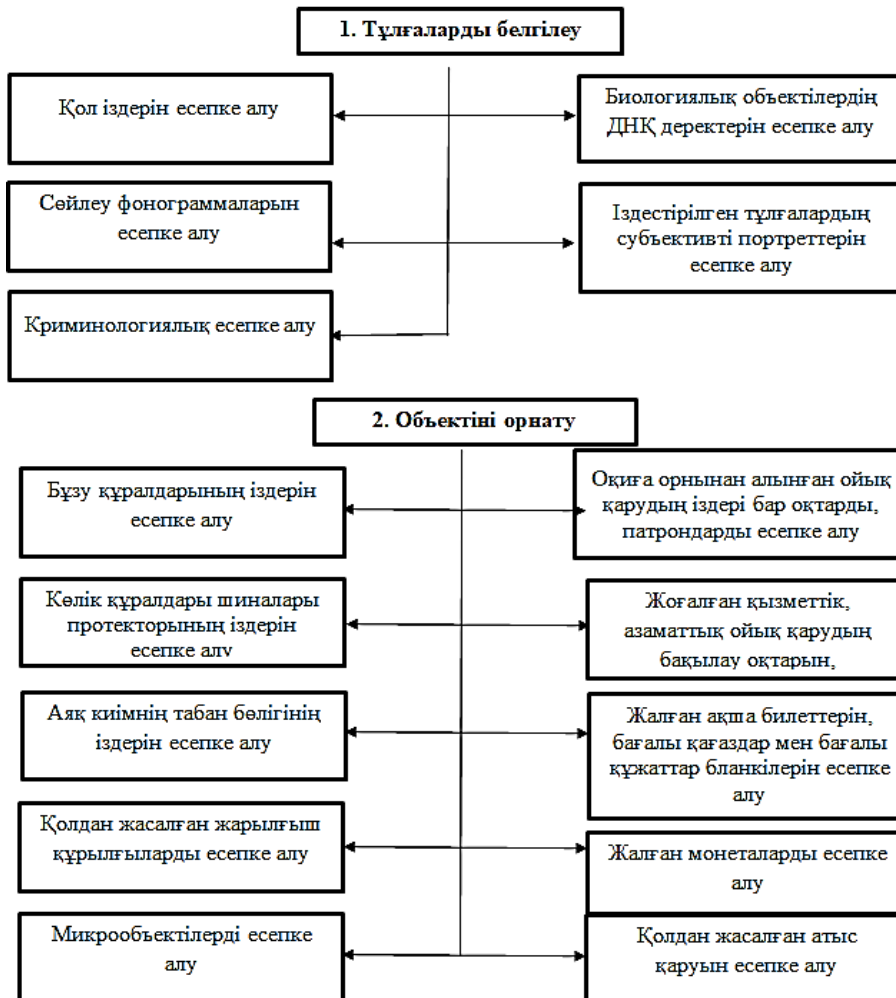 1. Тұлғаларды белгілеу
Қол іздерін есепке алу
Биологиялық объектілердің
ДНҚ деректерін есепке алу
Сөйлеу фонограммаларын
есепке алу
Іздестірілген тұлғалардың
субъективті портреттерін
есепке алу
Криминологиялық есепке алу
2. Объектіні орнату
Бұзу құралдарының іздерін
есепке алу
Оқиға орнынан алынған ойық
қарудың іздері бар оқтарды,
патрондарды есепке алу
Көлік құралдары шиналары
протекторының іздерін
есепке алу
Жоғалған қызметтік,
азаматтық ойық қарудың
бақылау оқтарын,
Аяқ киімнің табан бөлігінің
іздерін есепке алу
Жалған ақша билеттерін,
бағалы қағаздар мен бағалы
құжаттар бланкілерін есепке
алу
Қолдан жасалған жарылғыш
құрылғыларды есепке алу
Жалған монеталарды есепке
алу
Микрообъектілерді есепке
алу
Қолдан жасалған атыс
қаруын есепке алу